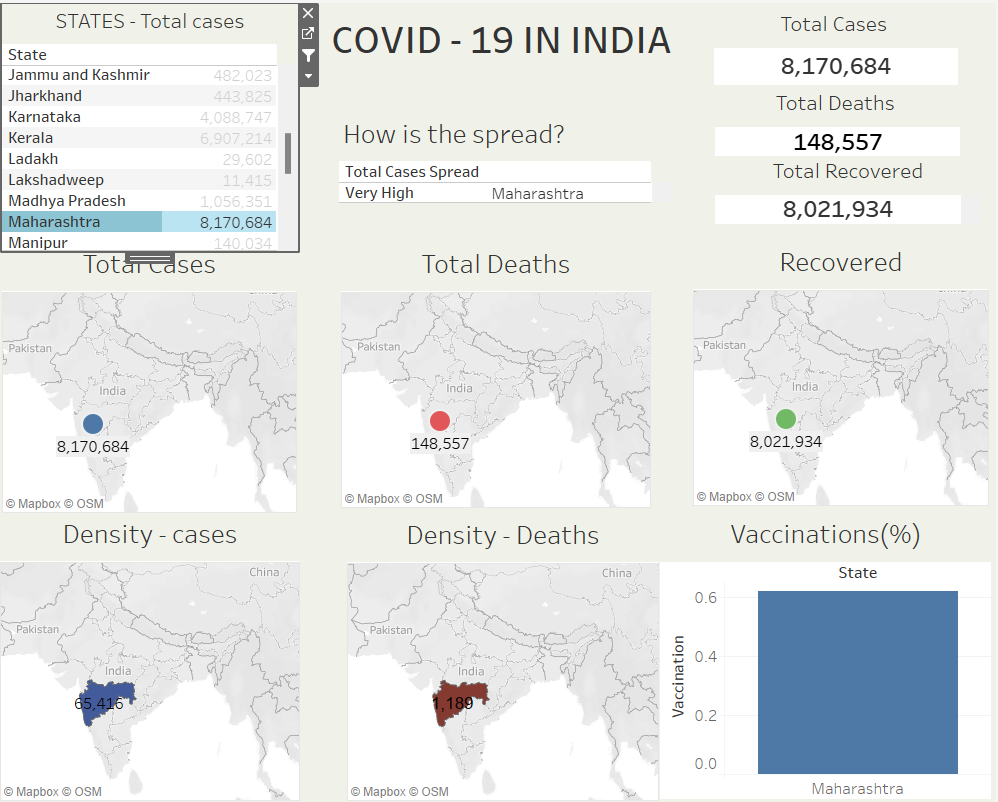 STATES - Total cases
State
Jammu and Kashmir 482,023
Jharkhand 443,825
Karnataka 4,088,747
Kerala 6,907,214
Ladakh 29,602
Lakshadweep 11,415
Madhya Pradesh 1,056,351
Maharashtra 8,170,684
Manipur 140,034
COVID - 19 IN INDIA
How is the spread?
Total Cases Spread
Very High Maharashtra
Total Cases
8,170,684
Total Deaths
148,557
Total Recovered
8,021,934
Total Cases
Pakistan
India
8,170,684
© Mapbox © OSM
Total Deaths
Pakistan
India
148,557
© Mapbox © OSM
Recovered
Pakistan
India
8,021,934
© Mapbox © OSM
Density - cases
China
Pakistan
India
65,416
© Mapbox © OSM
Density - Deaths
China
Pakistan
India
1,189
© Mapbox © OSM
Vaccinations(%)
State
Vaccination
0.6
0.4
0.2
0.0
Maharashtra